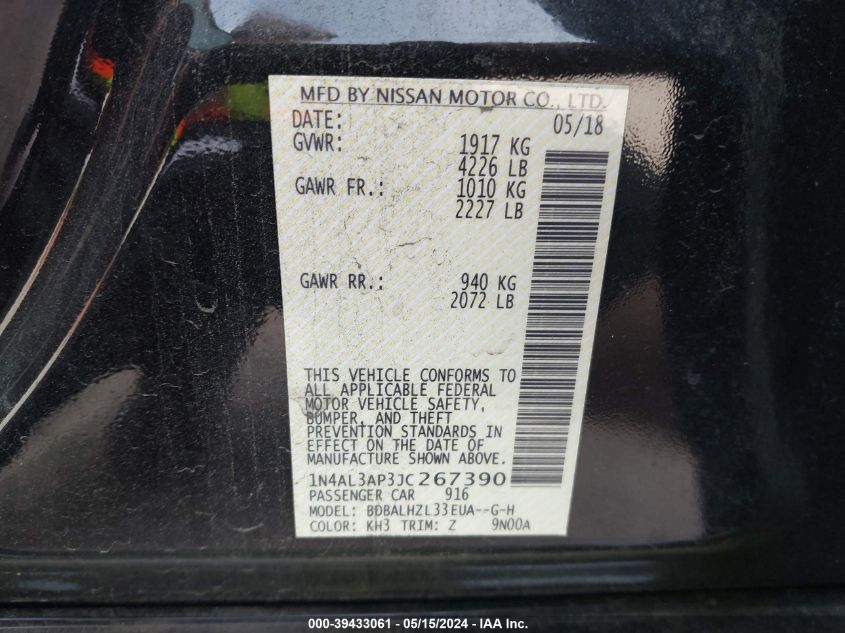 MFD BY NISSAN MOTOR CO., LTD.
DATE: 05/18
GVWR: 1917 KG
4226 LB
GAWR FR.: 1010 KG
2227 LB
GAWR RR.: 940 KG
2072 LB
THIS VEHICLE CONFORMS TO
ALL APPLICABLE FEDERAL
MOTOR VEHICLE SAFETY,
BUMPER, AND THEFT
PREVENTION STANDARDS IN
EFFECT ON THE DATE OF
MANUFACTURE SHOWN ABOVE.
1N4AL3AP3JC267390
PASSENGER CAR 916
MODEL: BDBALHZL33EUA--G-H
COLOR: KH3 TRIM: Z 9N00A
000-39433061 - 05/15/2024 - IAA Inc.